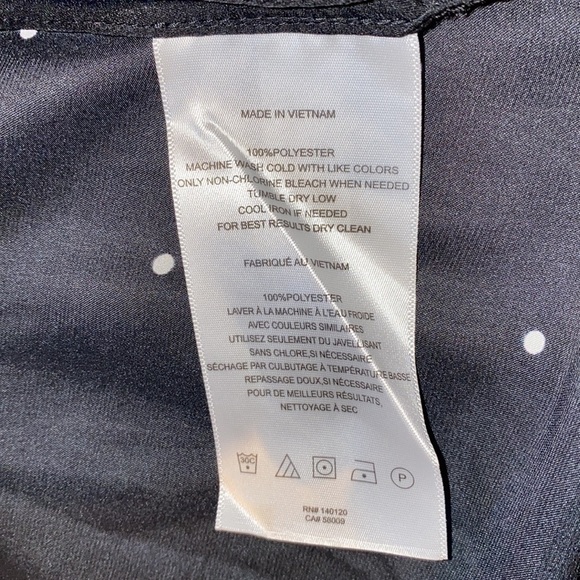 MADE IN VIETNAM
100%POLYESTER
MACHINE WASH COLD WITH LIKE COLORS
ONLY NON-CHLORINE BLEACH WHEN NEEDED
TUMBLE DRY LOW
COOL IRON IF NEEDED
FOR BEST RESULTS DRY CLEAN
FABRIQUÉ AU VIETNAM
100%POLYESTER
LAVER À LA MACHINE À L'EAU FROIDE
AVEC COULEURS SIMILAIRES
UTILISEZ SEULEMENT DU JAVELLISANT
SANS CHLORE,SI NÉCESSAIRE
SÉCHAGE PAR CULBUTAGE À TEMPÉRATURE BASSE
REPASSAGE DOUX,SI NÉCESSAIRE
POUR DE MEILLEURS RÉSULTATS,
NETTOYAGE À SEC
30C P
RN# 140120
CA# 58009